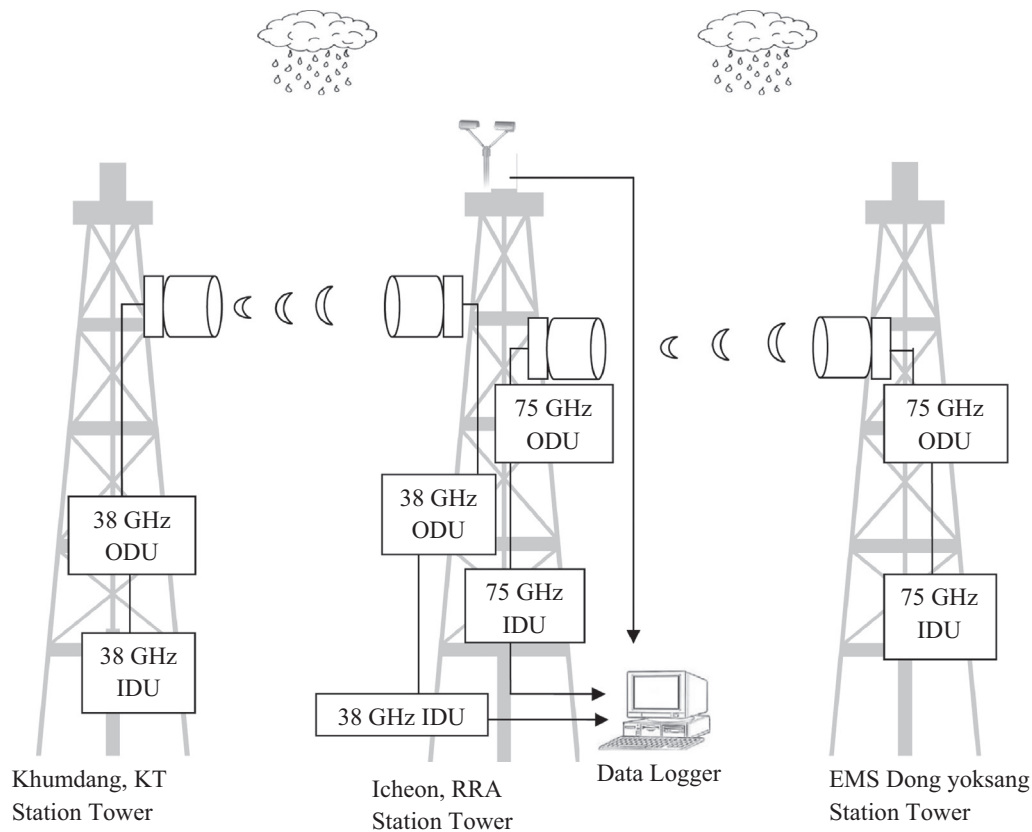 75 GHz
ODU
75 GHz
ODU
38 GHz
ODU
38 GHz
ODU
75 GHz
IDU
75 GHz
IDU
38 GHz
IDU
38 GHz IDU
Khumdang, KT
Station Tower
Icheon, RRA
Station Tower
Data Logger
EMS Dong yoksang
Station Tower